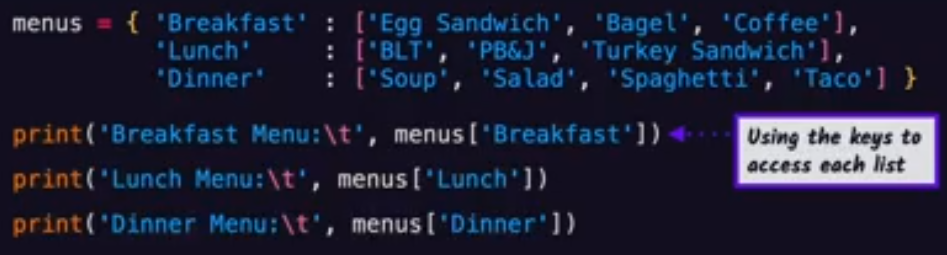 menus = { 'Breakfast' : ['Egg Sandwich', 'Bagel', 'Coffee'],
'Lunch' : ['BLT', 'PB&J', 'Turkey Sandwich'],
'Dinner' : ['Soup', 'Salad', 'Spaghetti', 'Taco'] }
print('Breakfast Menu:\t', menus['Breakfast'])
Using the keys to
access each list
print('Lunch Menu:\t', menus['Lunch'])
print('Dinner Menu:\t', menus['Dinner'])